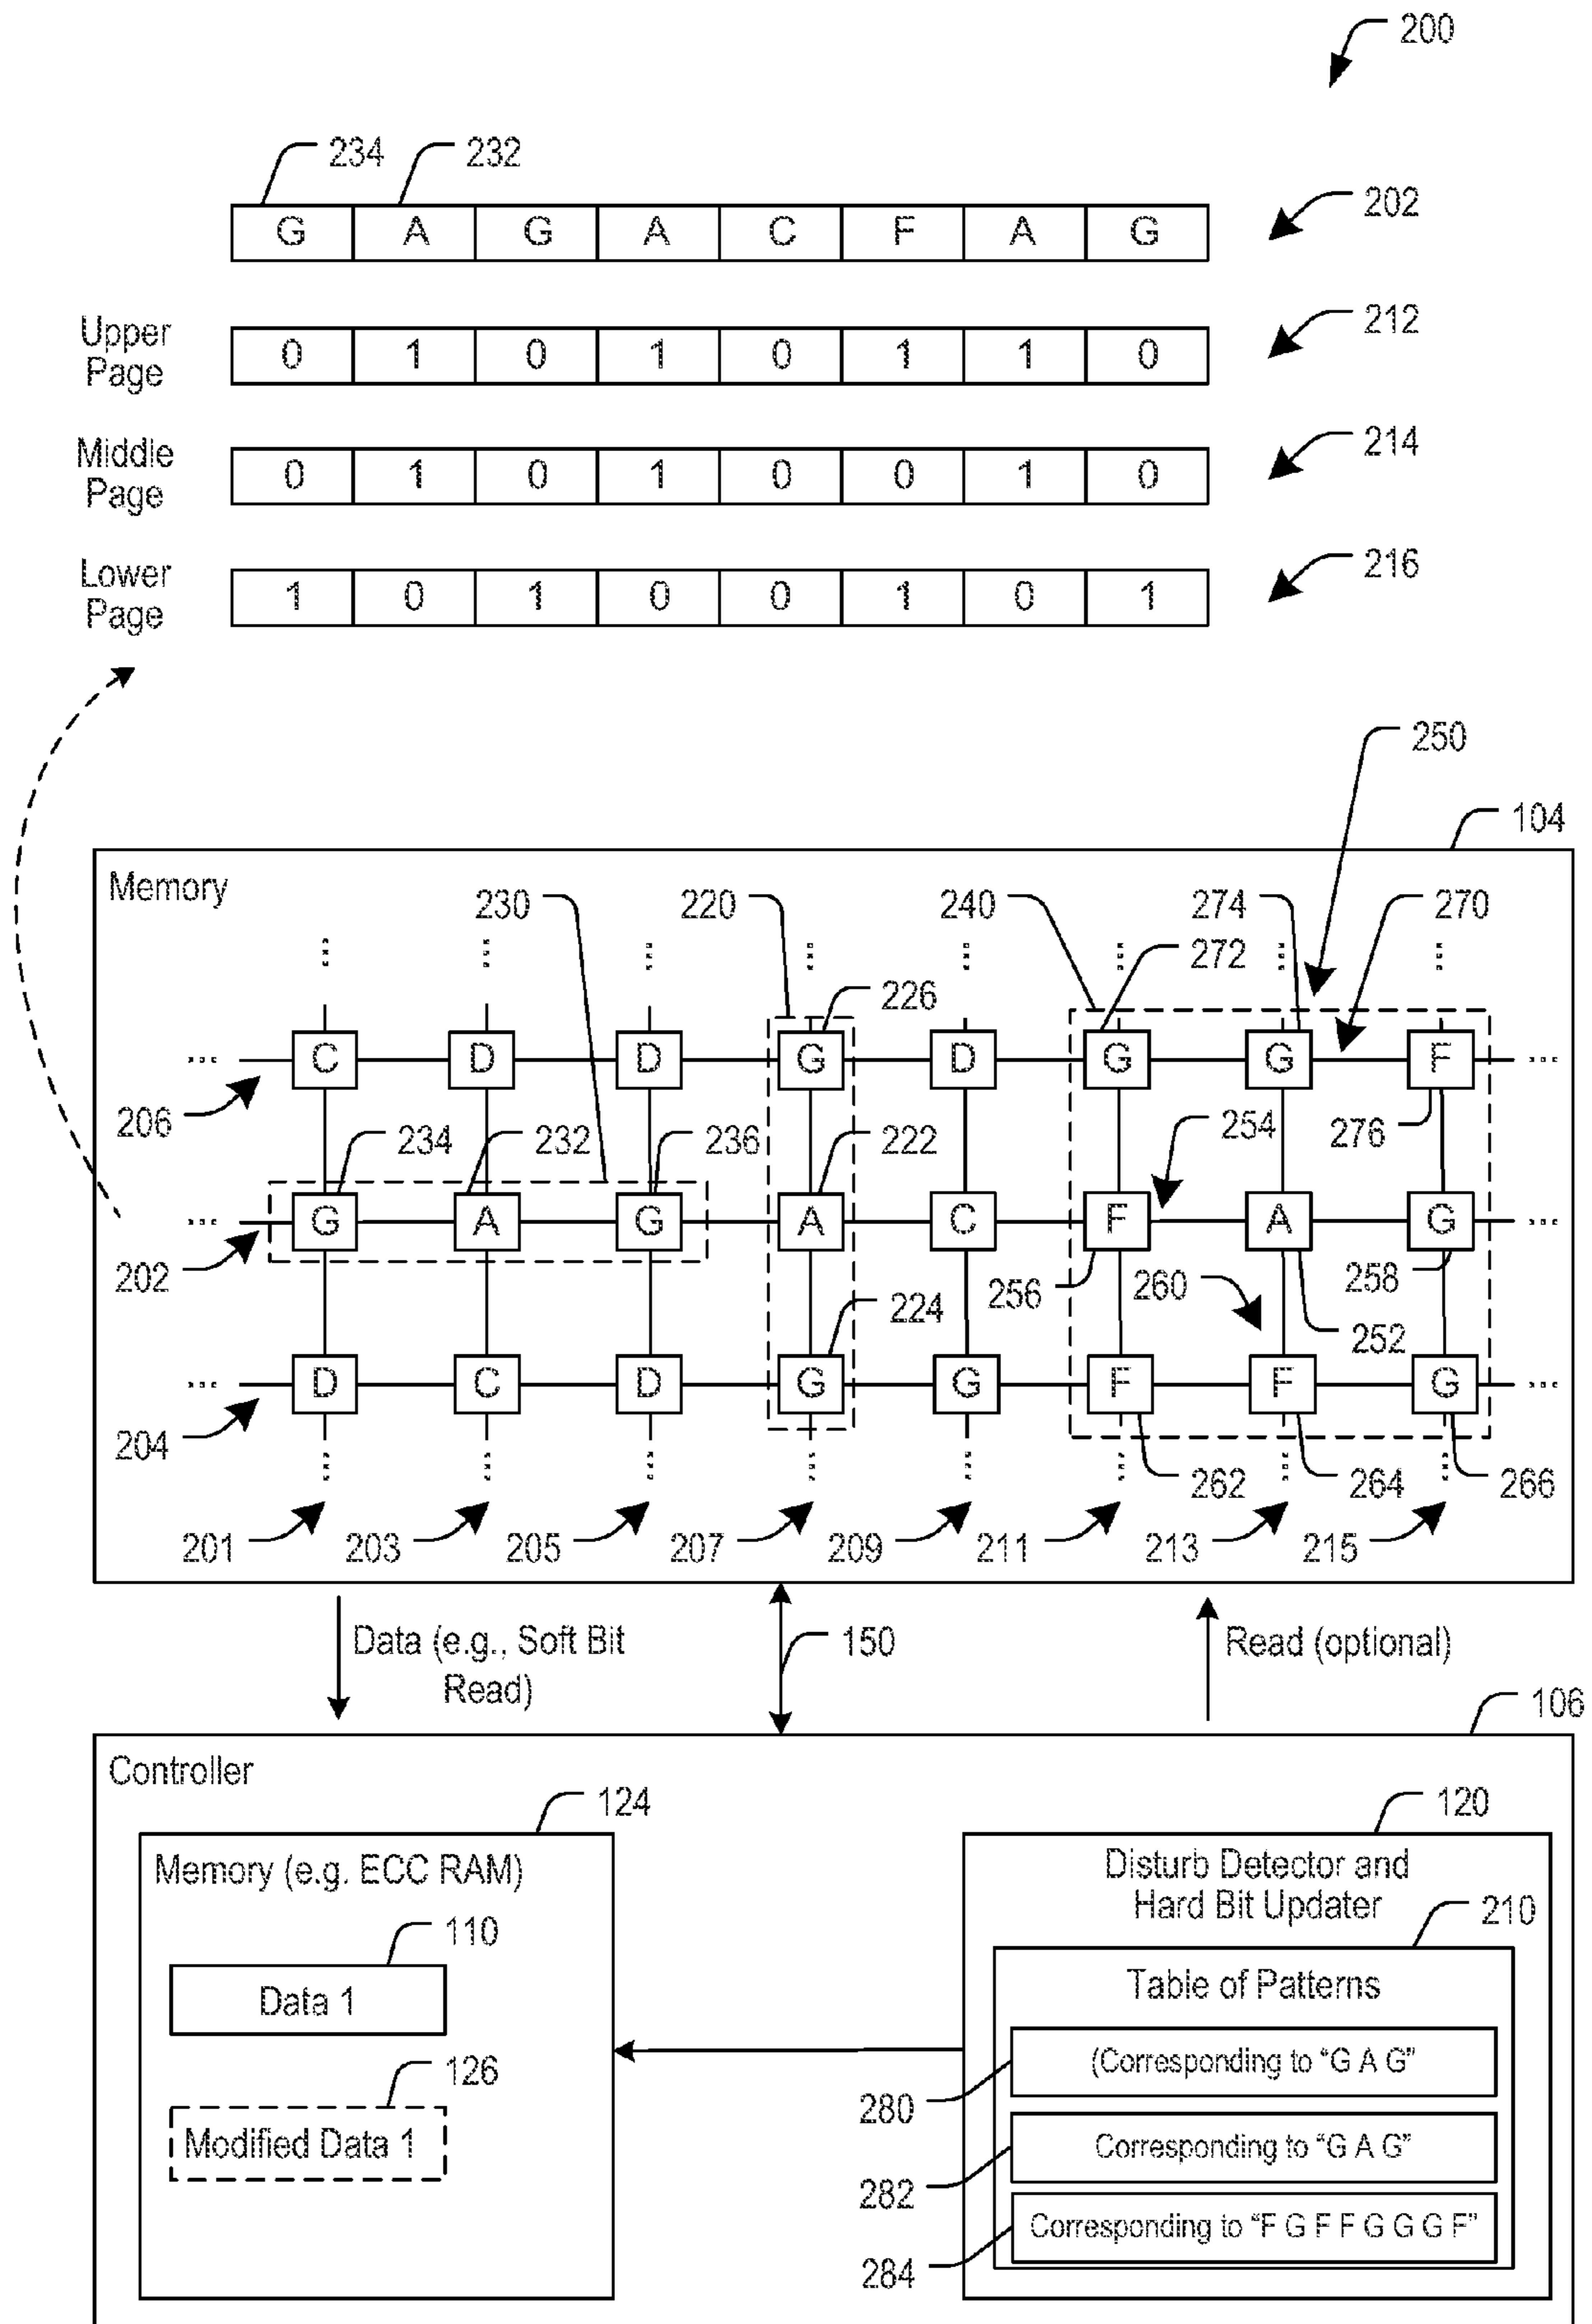 200
234 232
G A G A C F A G
202
Upper
Page
0 1 0 1 0 1 1 0
212
Middle
Page
0 1 0 1 0 0 1 0
214
Lower
Page
1 0 1 0 0 1 0 1
216
250
104
Memory
230 220 240 274 270
272
226
... C D D G D G G F ...
206
234 232 236 222 254 276
... G A G A C F A G ...
202
256 260 258
224 252
... D C D G G F F G ...
204
262 264 266
201 203 205 207 209 211 213 215
Data (e.g., Soft Bit
Read)
150
Read (optional)
106
Controller
124
Memory (e.g. ECC RAM)
110
Data 1
126
Modified Data 1
120
Disturb Detector and
Hard Bit Updater
210
Table of Patterns
(Corresponding to “G A G”
280
Corresponding to “G A G”
282
Corresponding to “F G F F G G G F”
284